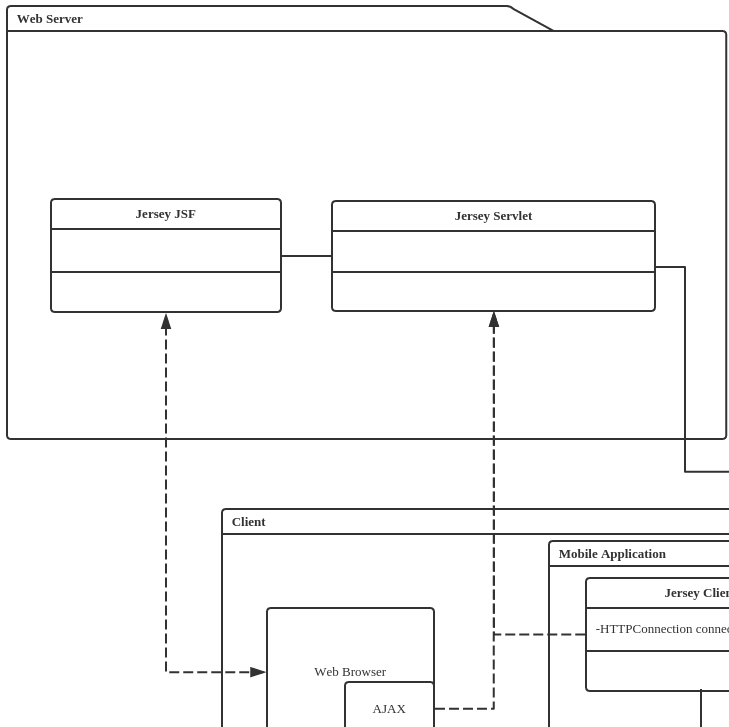 Web Server
Jersey JSF
Jersey Servlet
Client
Mobile Application
Jersey Clien
-HTTPConnection connec
Web Browser
AJAX